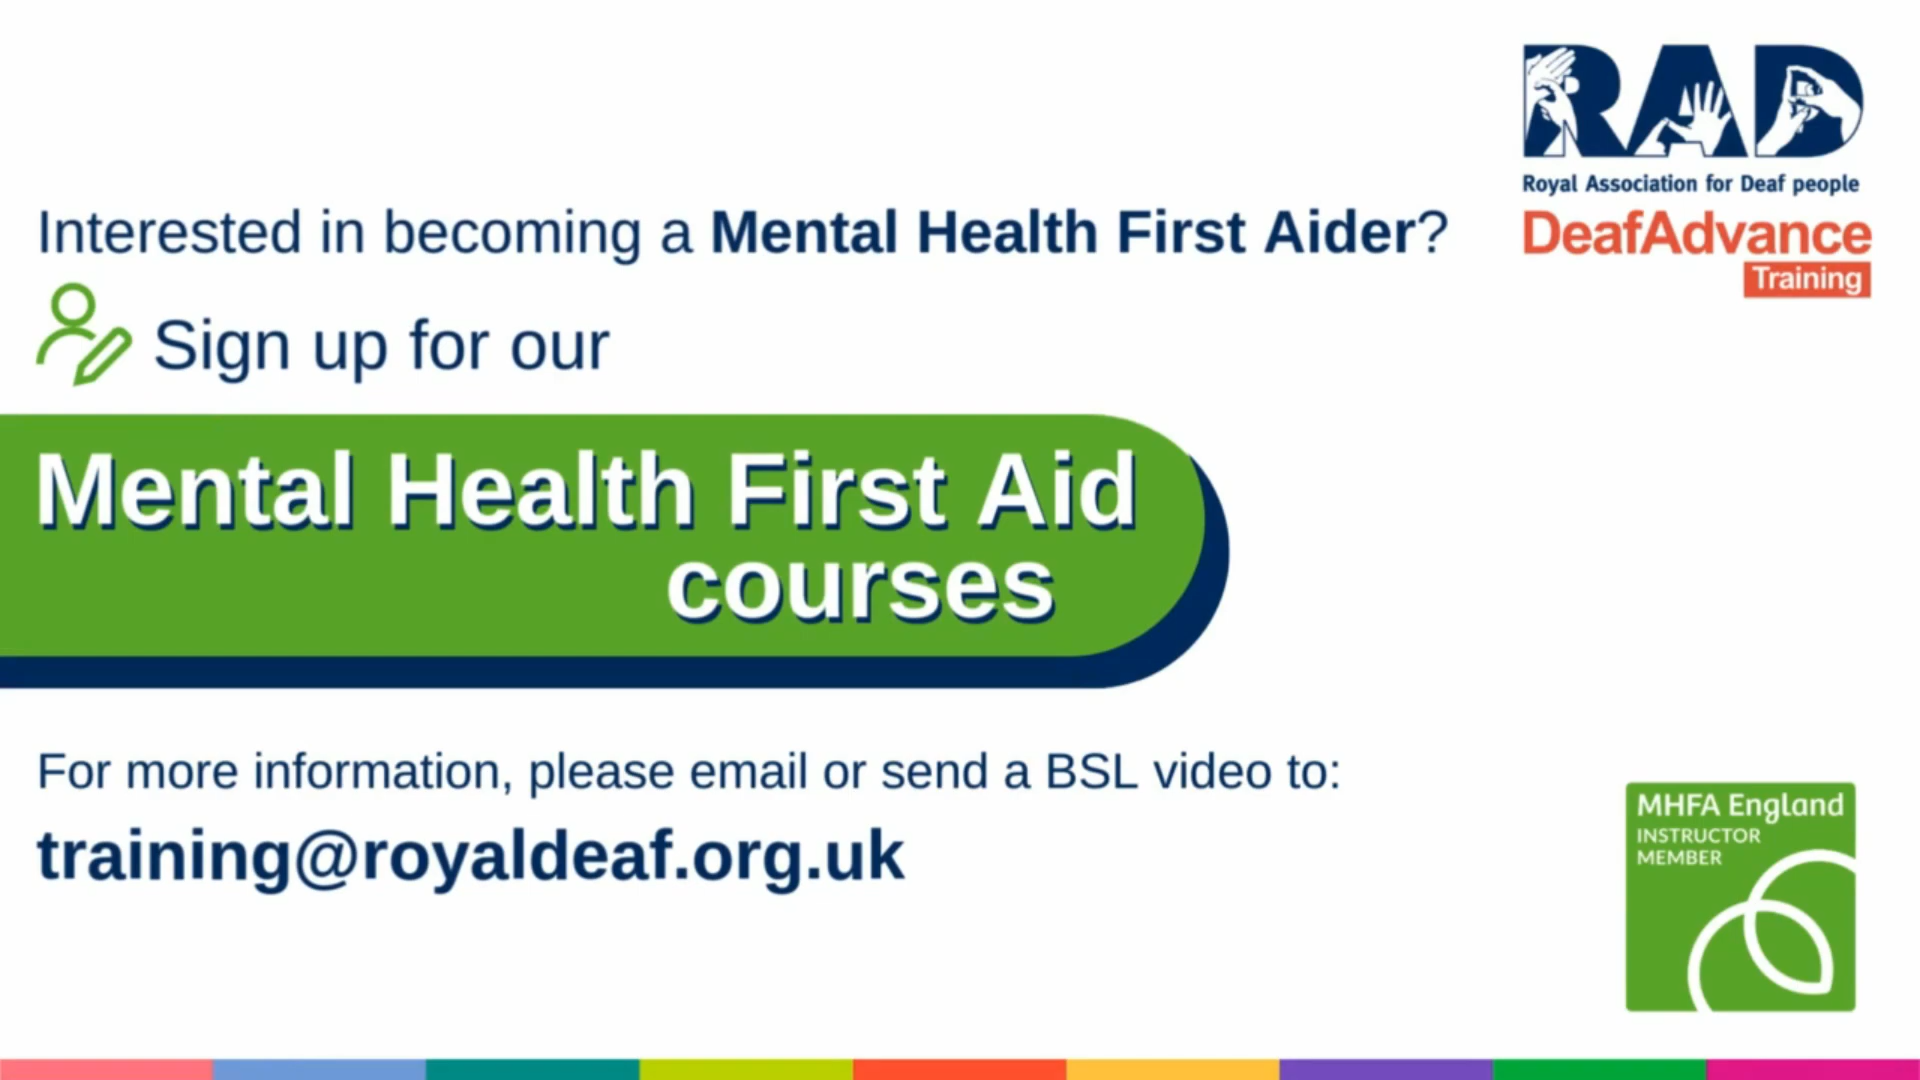 RAD
Royal Association for Deaf people
DeafAdvance
Training
Interested in becoming a Mental Health First Aider?
Sign up for our
Mental Health First Aid
courses
For more information, please email or send a BSL video to:
training@royaldeaf.org.uk
MHFA England
INSTRUCTOR
MEMBER